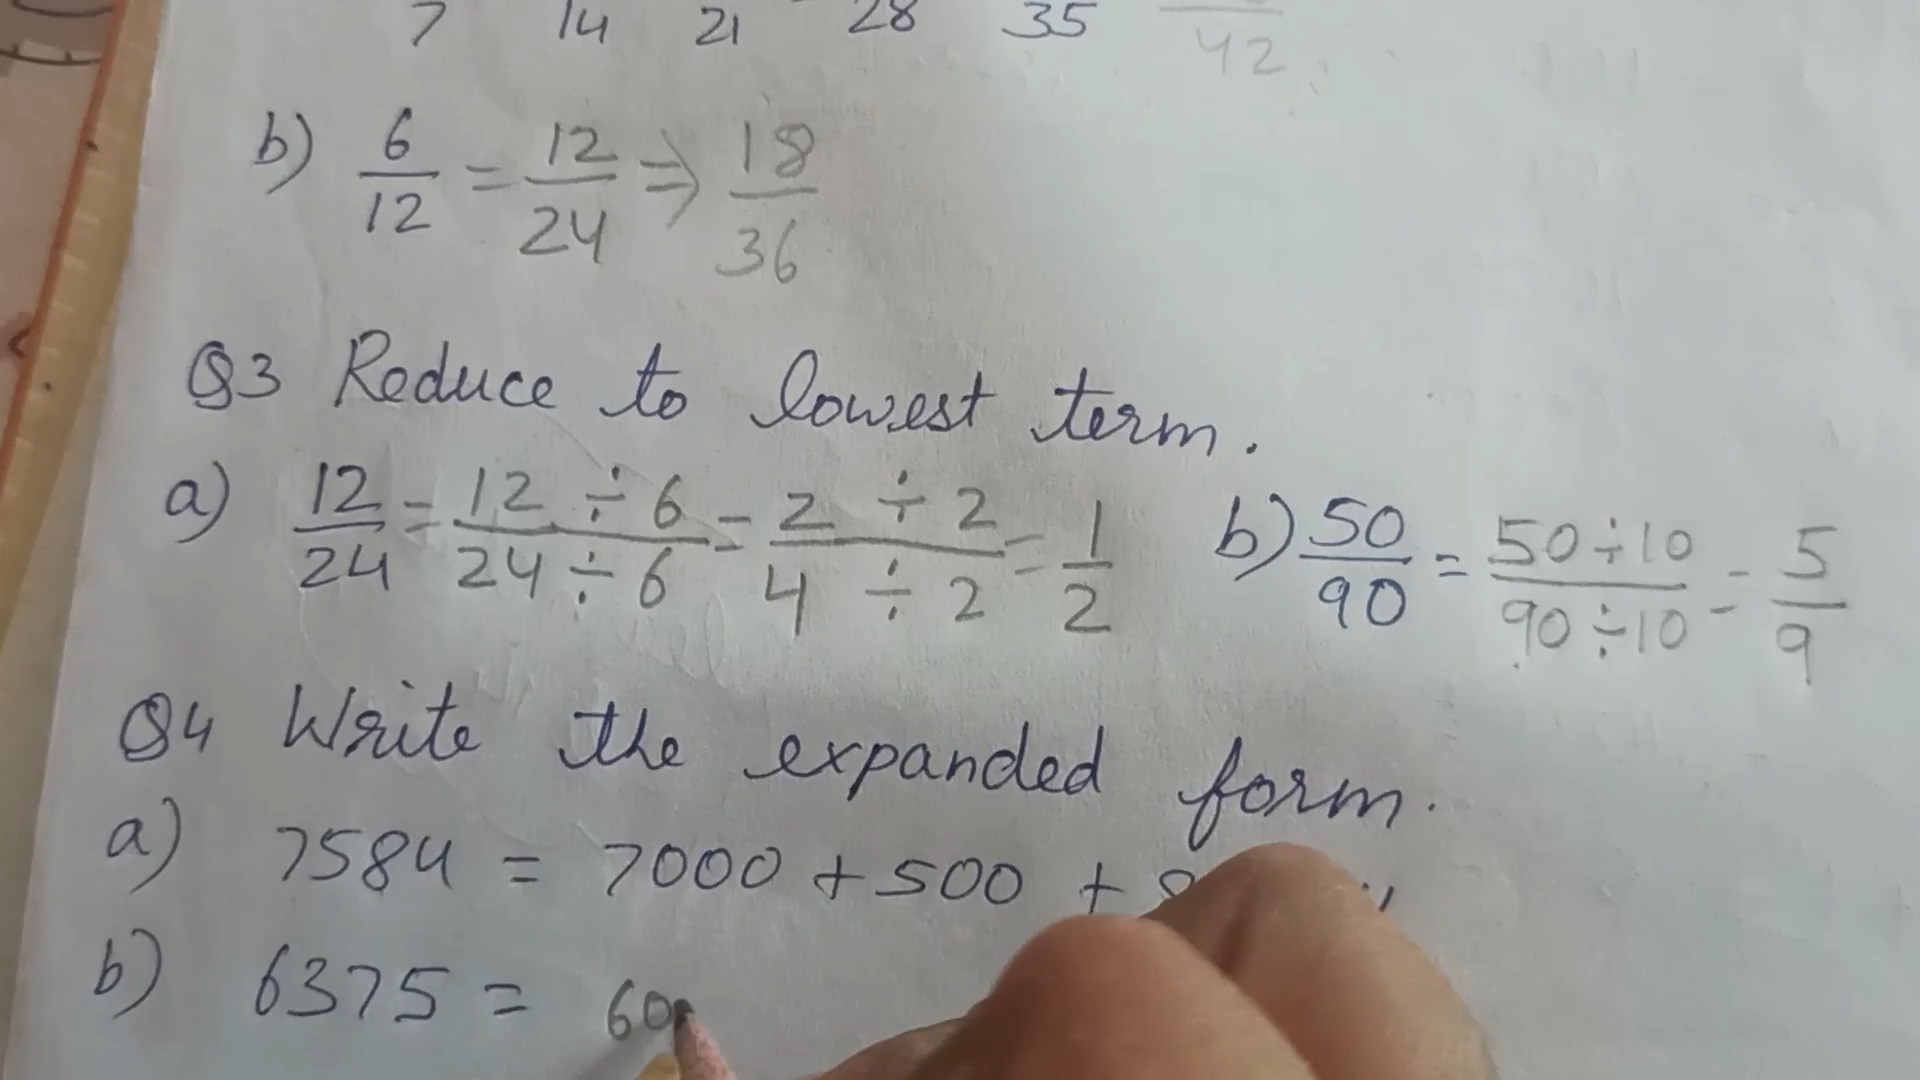 7 14 21 28 35 42
b) 6/12 = 12/24 => 18/36
Q3 Reduce to lowest term.
a) 12/24 = 12 ÷ 6 / 24 ÷ 6 = 2 ÷ 2 / 4 ÷ 2 = 1/2 b) 50/90 = 50 ÷ 10 / 90 ÷ 10 = 5/9
Q4 Write the expanded form.
a) 7584 = 7000 + 500 +
b) 6375 = 60